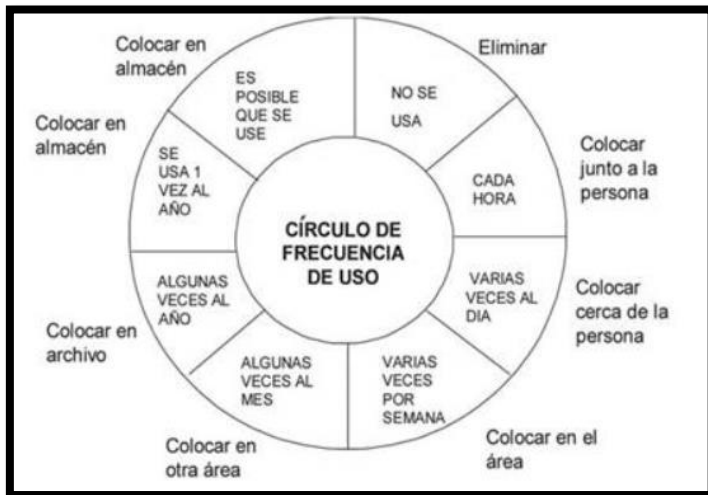 Colocar en
almacén
Eliminar
ES
POSIBLE
QUE SE
USE
NO SE
USA
Colocar en
almacén
Colocar
junto a la
persona
SE
USA 1
VEZ AL
AÑO
CADA
HORA
CÍRCULO DE
FRECUENCIA
DE USO
ALGUNAS
VECES AL
AÑO
VARIAS
VECES AL
DIA
Colocar
cerca de la
persona
Colocar en
archivo
ALGUNAS
VECES AL
MES
VARIAS
VECES
POR
SEMANA
Colocar en
otra área
Colocar en el
área